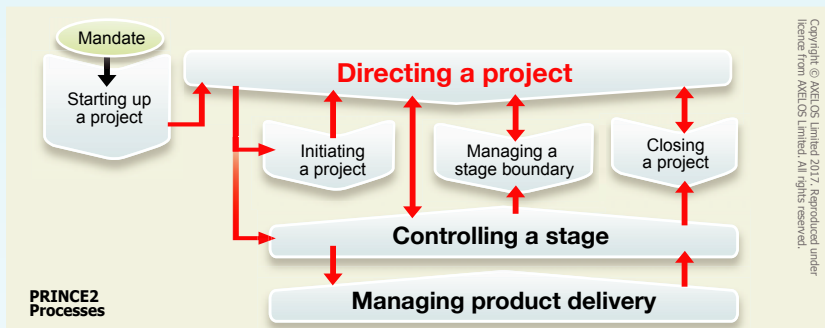 Mandate
Starting up
a project
Directing a project
Initiating
a project
Managing a
stage boundary
Closing
a project
Controlling a stage
Managing product delivery
PRINCE2
Processes
Copyright © AXELOS Limited 2017. Reproduced under
licence from AXELOS Limited. All rights reserved.